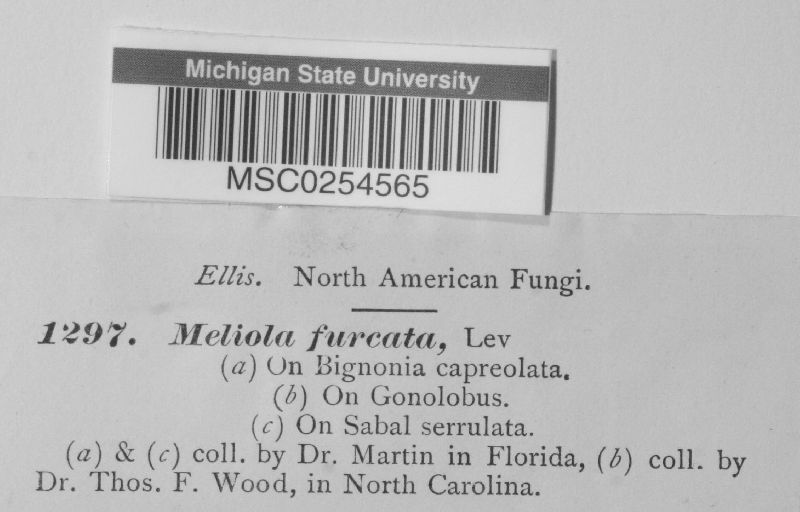 Michigan State University
MSC0254565
Ellis. North American Fungi.
1297. Meliola furcata, Lev
(a) On Bignonia capreolata.
(b) On Gonolobus.
(c) On Sabal serrulata.
(a) & (c) coll. by Dr. Martin in Florida, (b) coll. by
Dr. Thos. F. Wood, in North Carolina.